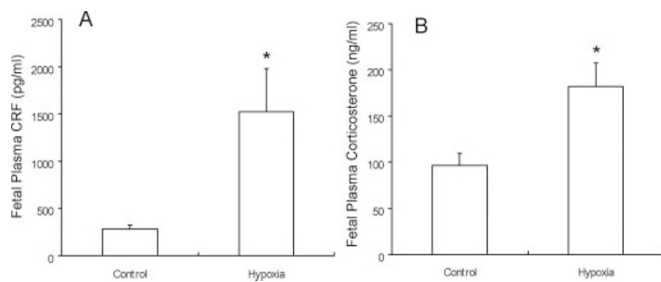 A
Fetal Plasma CRF (pg/ml)
2500
2000
1500
1000
500
0
*
Control
Hypoxia
B
Fetal Plasma Corticosterone (ng/ml)
250
200
150
100
50
0
*
Control
Hypoxia